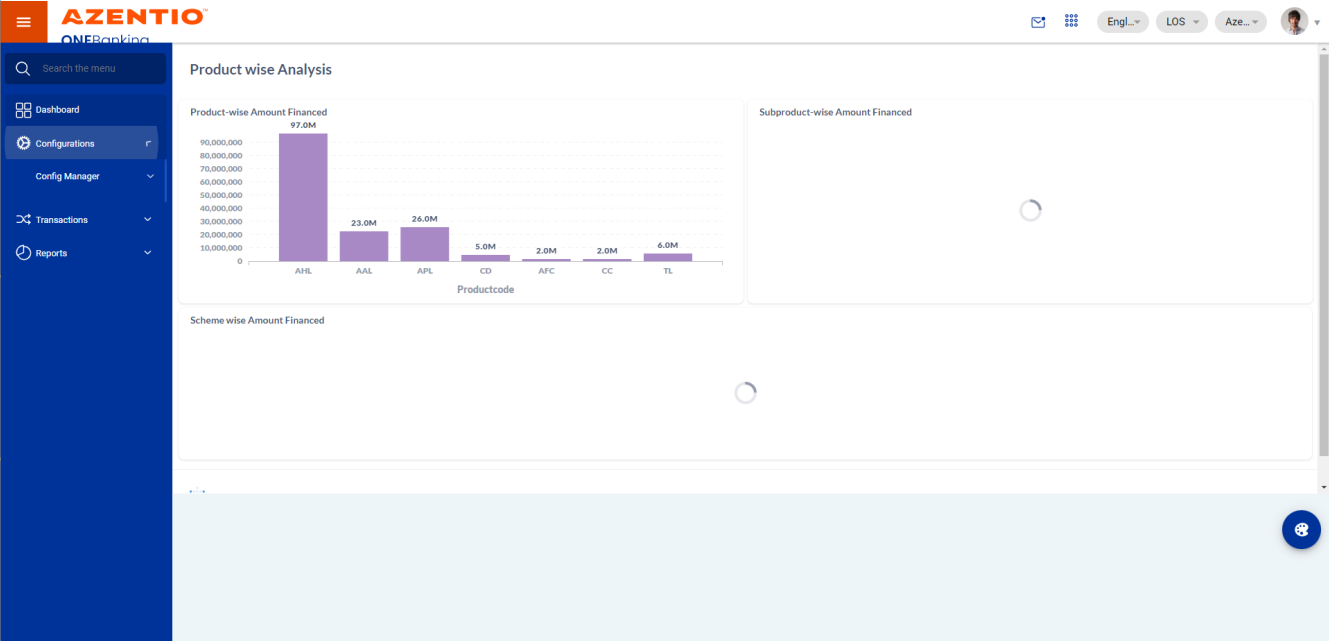 AZENTIO™
ONEBanking
Engl...
LOS
Aze...
Search the menu
Dashboard
Configurations
Config Manager
Transactions
Reports
Product wise Analysis
Product-wise Amount Financed
97.0M
90,000,000
80,000,000
70,000,000
60,000,000
50,000,000
40,000,000
30,000,000
20,000,000
10,000,000
0
23.0M
26.0M
5.0M
2.0M
2.0M
6.0M
AHL
AAL
APL
CD
AFC
CC
TL
Productcode
Subproduct-wise Amount Financed
Scheme wise Amount Financed